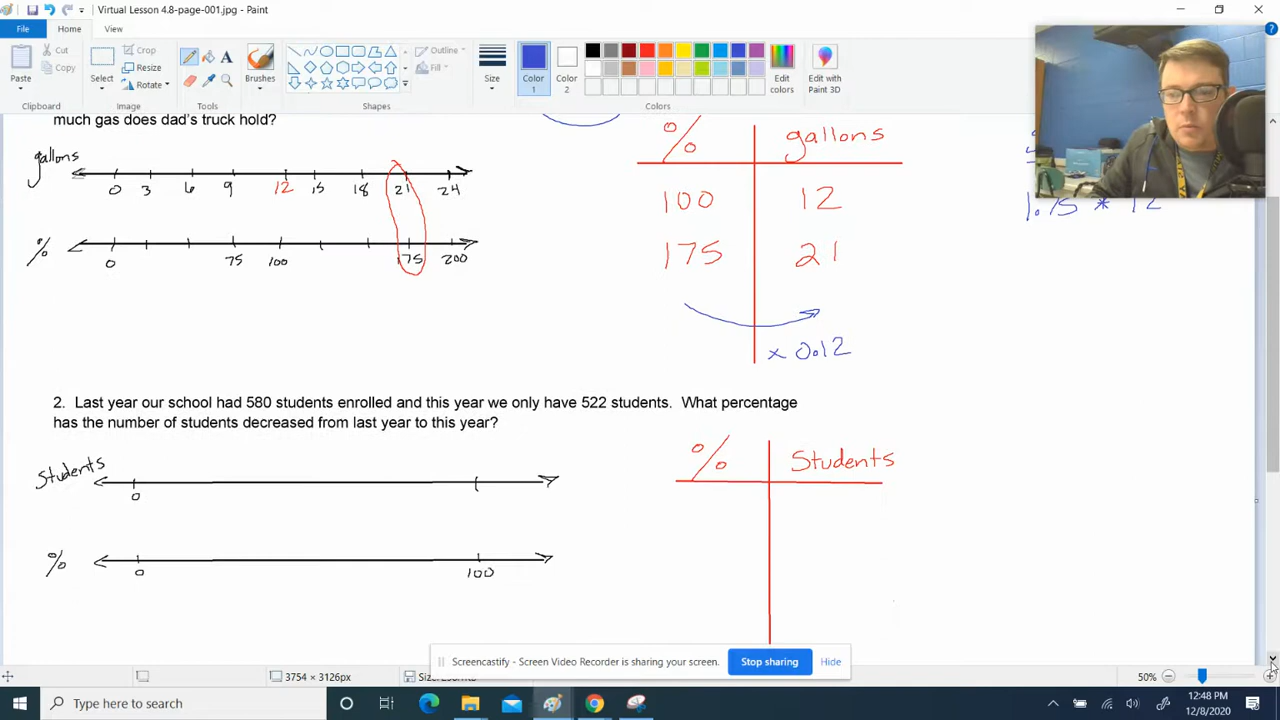 Virtual Lesson 4.8-page-001.jpg - Paint
File Home View
Paste Cut Copy Clipboard
Select Crop Resize Rotate Image
Tools
Brushes
Outline Fill Shapes
Size
Color 1
Color 2
Edit colors
Edit with Paint 3D
Colors
much gas does dad's truck hold?
gallons
0 3 6 9 12 15 18 21 24
%
0 75 100 175 200
% gallons
100 12
175 21
x 0.12
1.75 * 12
2. Last year our school had 580 students enrolled and this year we only have 522 students. What percentage
has the number of students decreased from last year to this year?
Students
0
%
0 100
% Students
Screencastify - Screen Video Recorder is sharing your screen. Stop sharing Hide
3754 × 3126px
50%
Type here to search
12:48 PM
12/8/2020